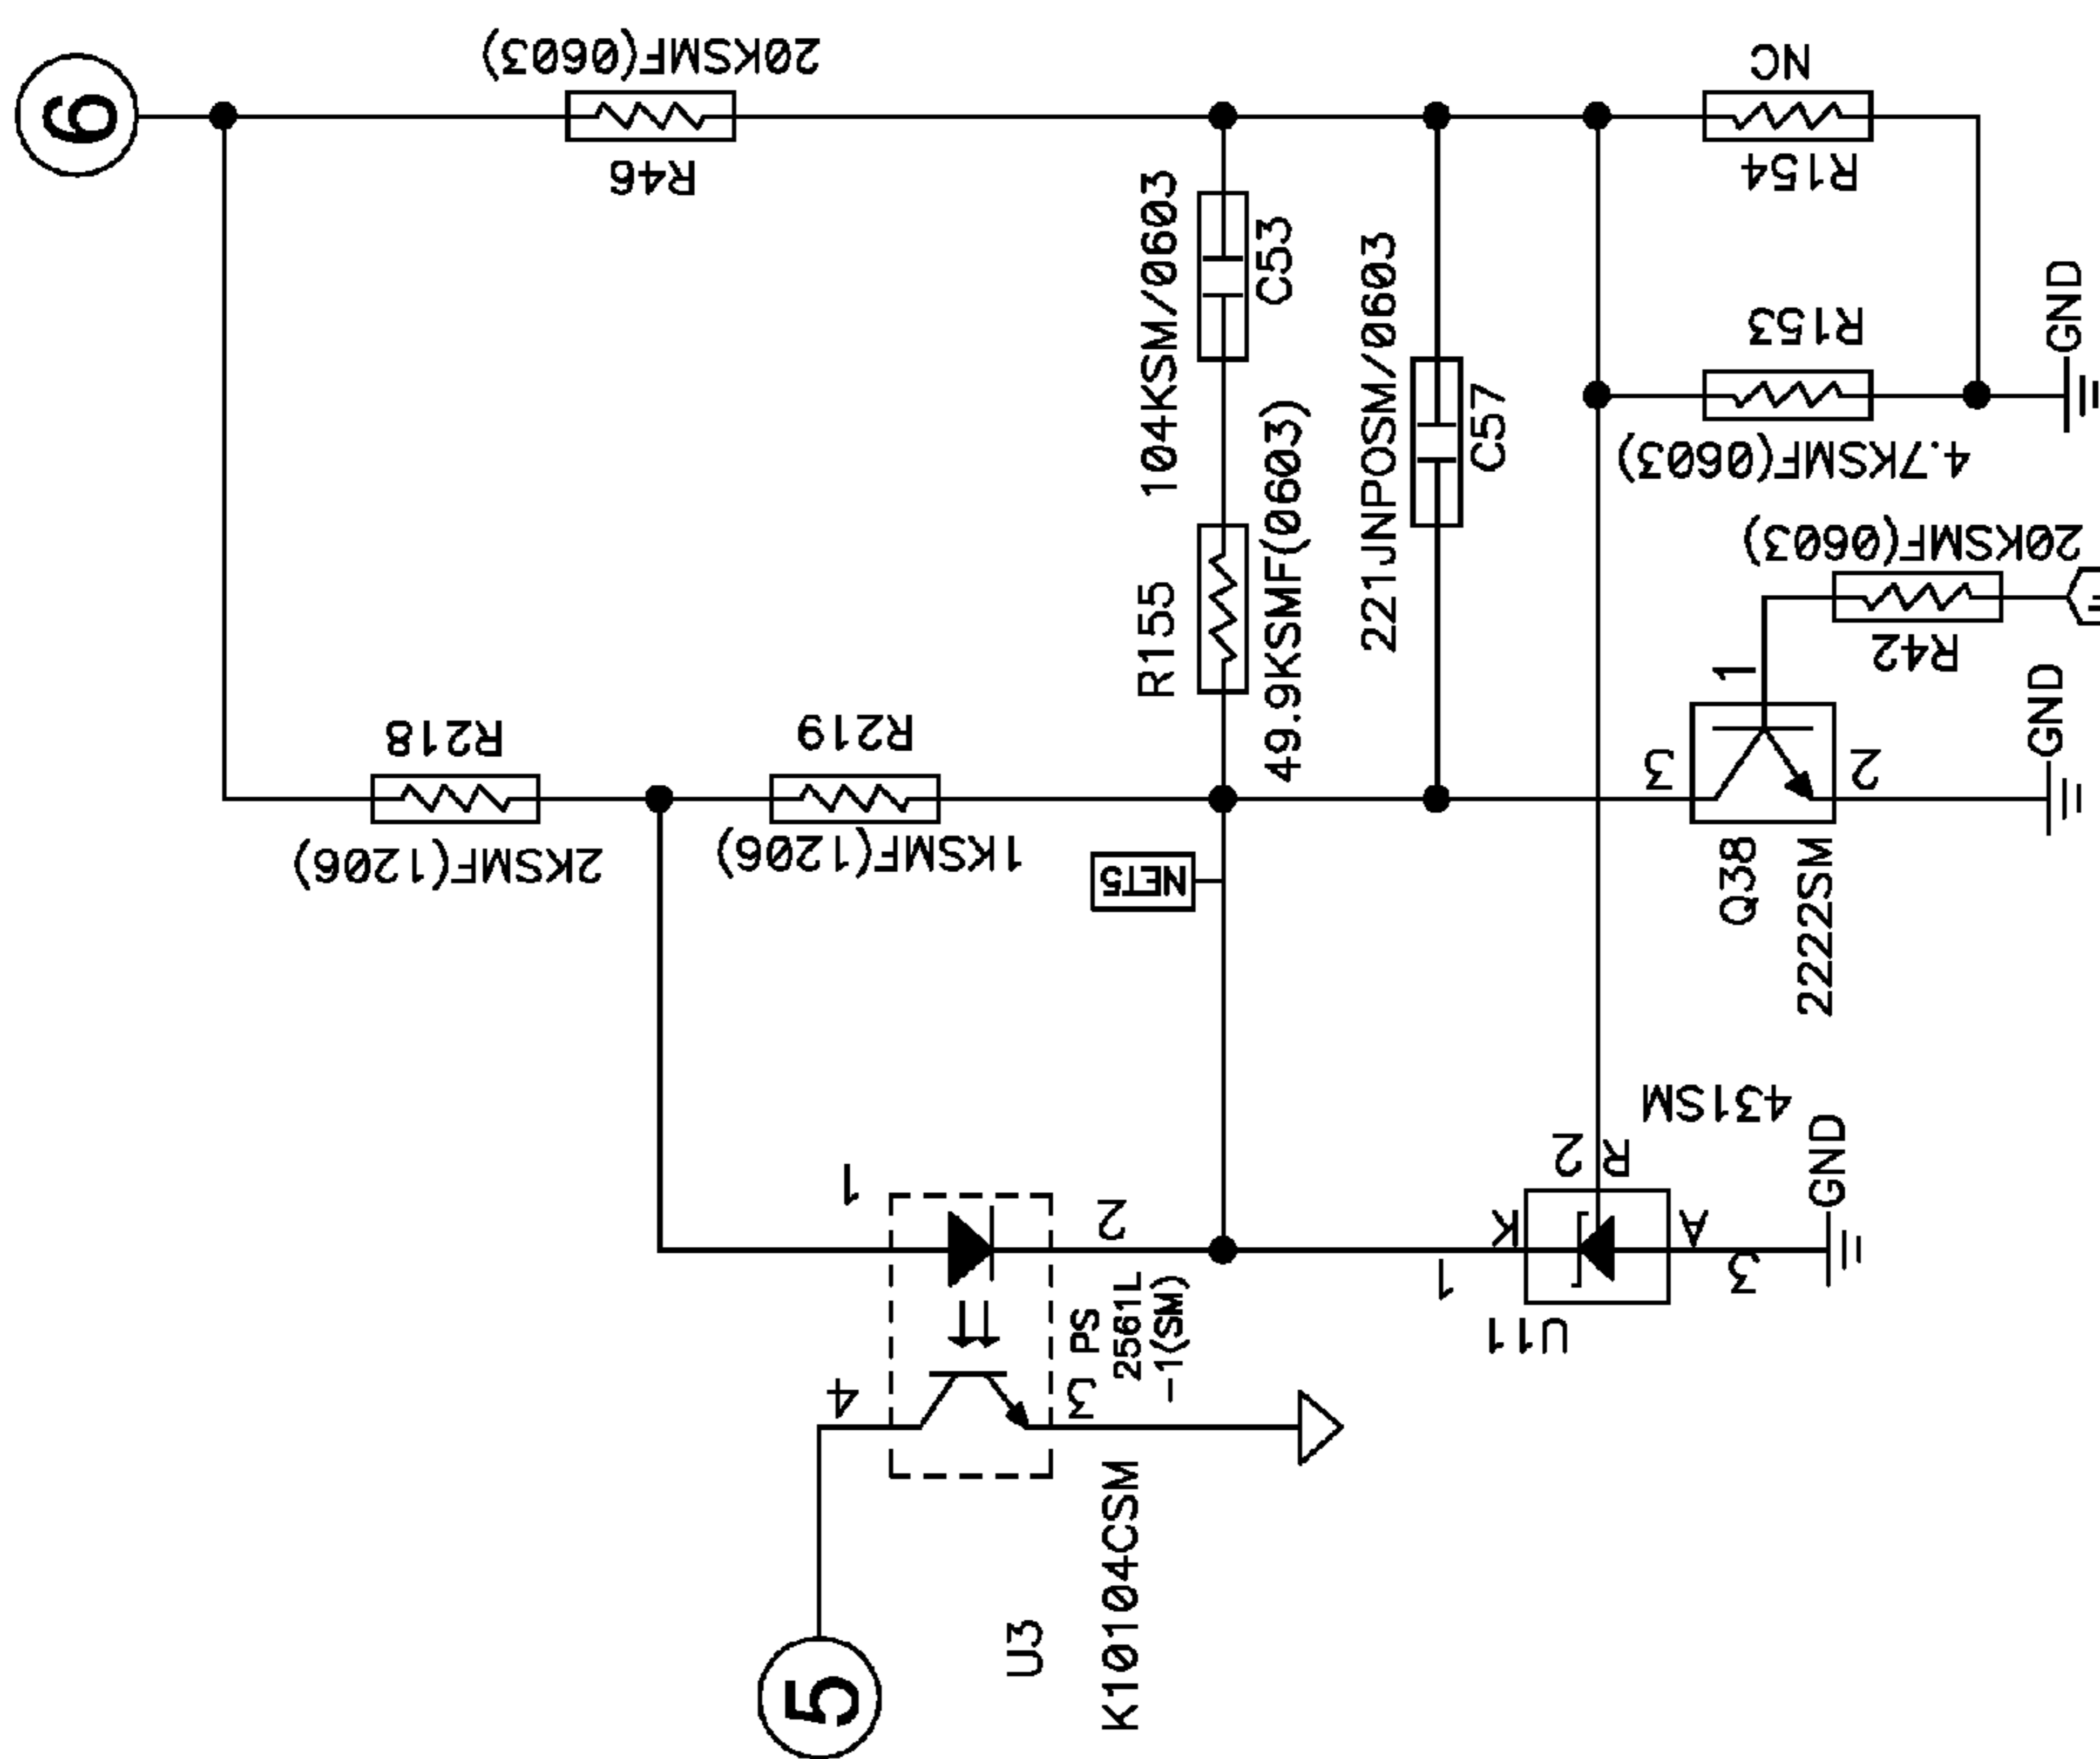 6
20KSMF(0603)
R46
NC
R154
104KSM/0603
C53
R153
4.7KSMF(0603)
GND
R155
49.9KSMF(0603)
221JNPOSM/0603
C57
20KSMF(0603)
R42
R218
2KSMF(1206)
R219
1KSMF(1206)
NET5
1
3
2
Q38
2222SM
GND
431SM
2
R
K
1
A
3
U11
GND
1
2
4
3
PS
2561L
-1(SM)
U3
K10104CSM
5